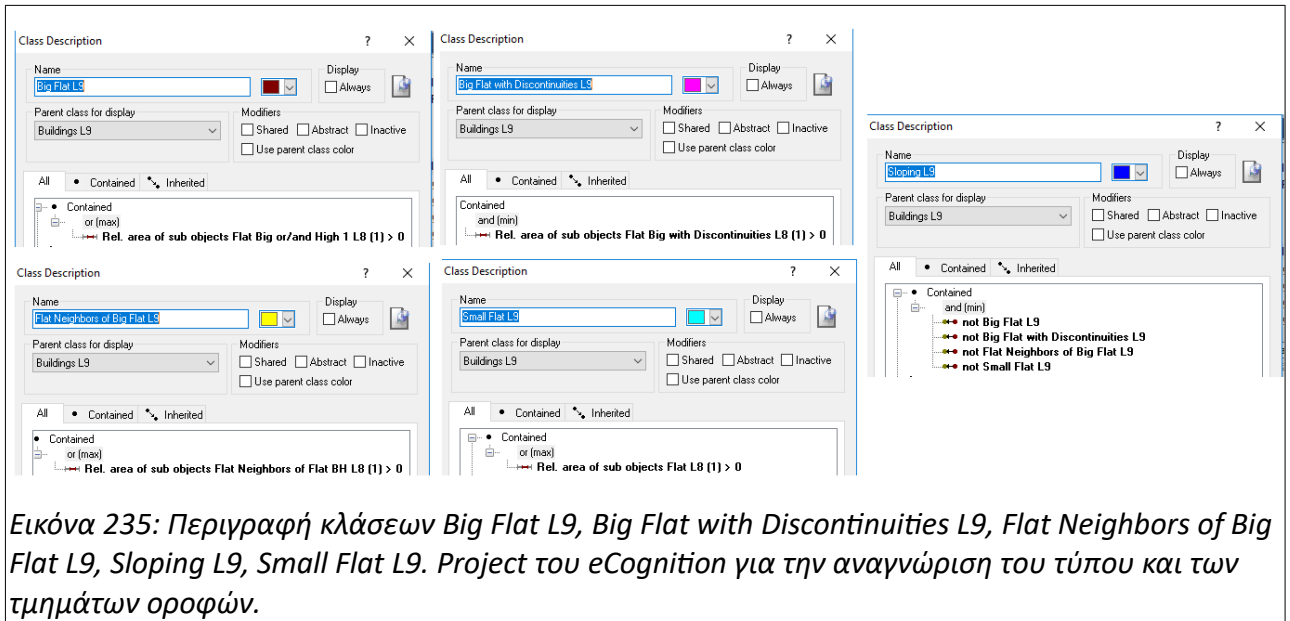 Class Description ? ×
Name
Big Flat L9
Display
Always
Parent class for display
Buildings L9
Modifiers
Shared Abstract Inactive
Use parent class color
All • Contained Inherited
• Contained
or (max)
Rel. area of sub objects Flat Big or/and High 1 L8 (1) > 0
Class Description ? ×
Name
Big Flat with Discontinuities L9
Display
Always
Parent class for display
Buildings L9
Modifiers
Shared Abstract Inactive
Use parent class color
All • Contained Inherited
Contained
and (min)
Rel. area of sub objects Flat Big with Discontinuities L8 (1) > 0
Class Description ? ×
Name
Sloping L9
Display
Always
Parent class for display
Buildings L9
Modifiers
Shared Abstract Inactive
Use parent class color
All • Contained Inherited
• Contained
and (min)
not Big Flat L9
not Big Flat with Discontinuities L9
not Flat Neighbors of Big Flat L9
not Small Flat L9
Class Description ? ×
Name
Flat Neighbors of Big Flat L9
Display
Always
Parent class for display
Buildings L9
Modifiers
Shared Abstract Inactive
Use parent class color
All • Contained Inherited
• Contained
or (max)
Rel. area of sub objects Flat Neighbors of Flat BH L8 (1) > 0
Class Description ? ×
Name
Small Flat L9
Display
Always
Parent class for display
Buildings L9
Modifiers
Shared Abstract Inactive
Use parent class color
All • Contained Inherited
• Contained
or (max)
Rel. area of sub objects Flat L8 (1) > 0
Εικόνα 235: Περιγραφή κλάσεων Big Flat L9, Big Flat with Discontinuities L9, Flat Neighbors of Big
Flat L9, Sloping L9, Small Flat L9. Project του eCognition για την αναγνώριση του τύπου και των
τμημάτων οροφών.